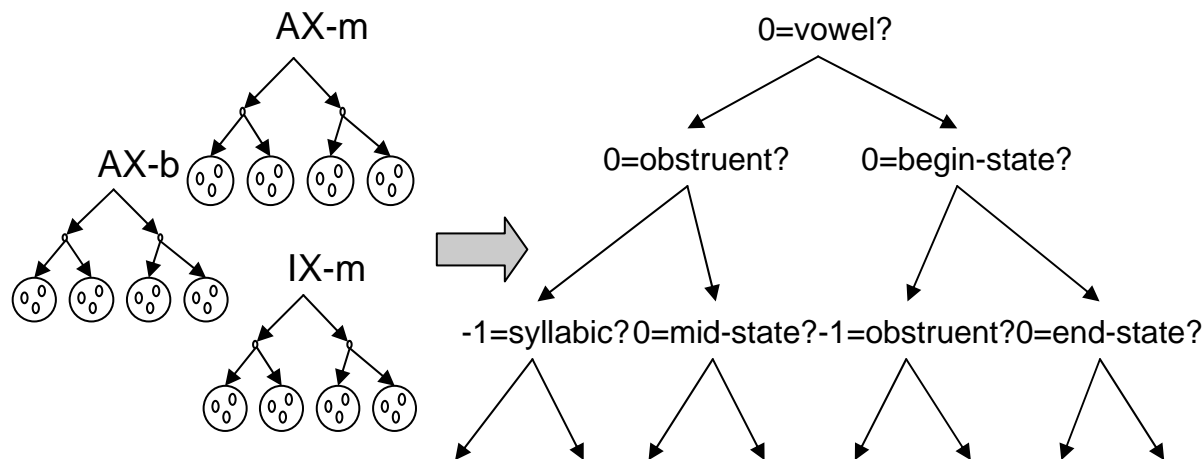 AX-m
AX-b
IX-m
0=vowel?
0=obstruent? 0=begin-state?
-1=syllabic? 0=mid-state? -1=obstruent? 0=end-state?